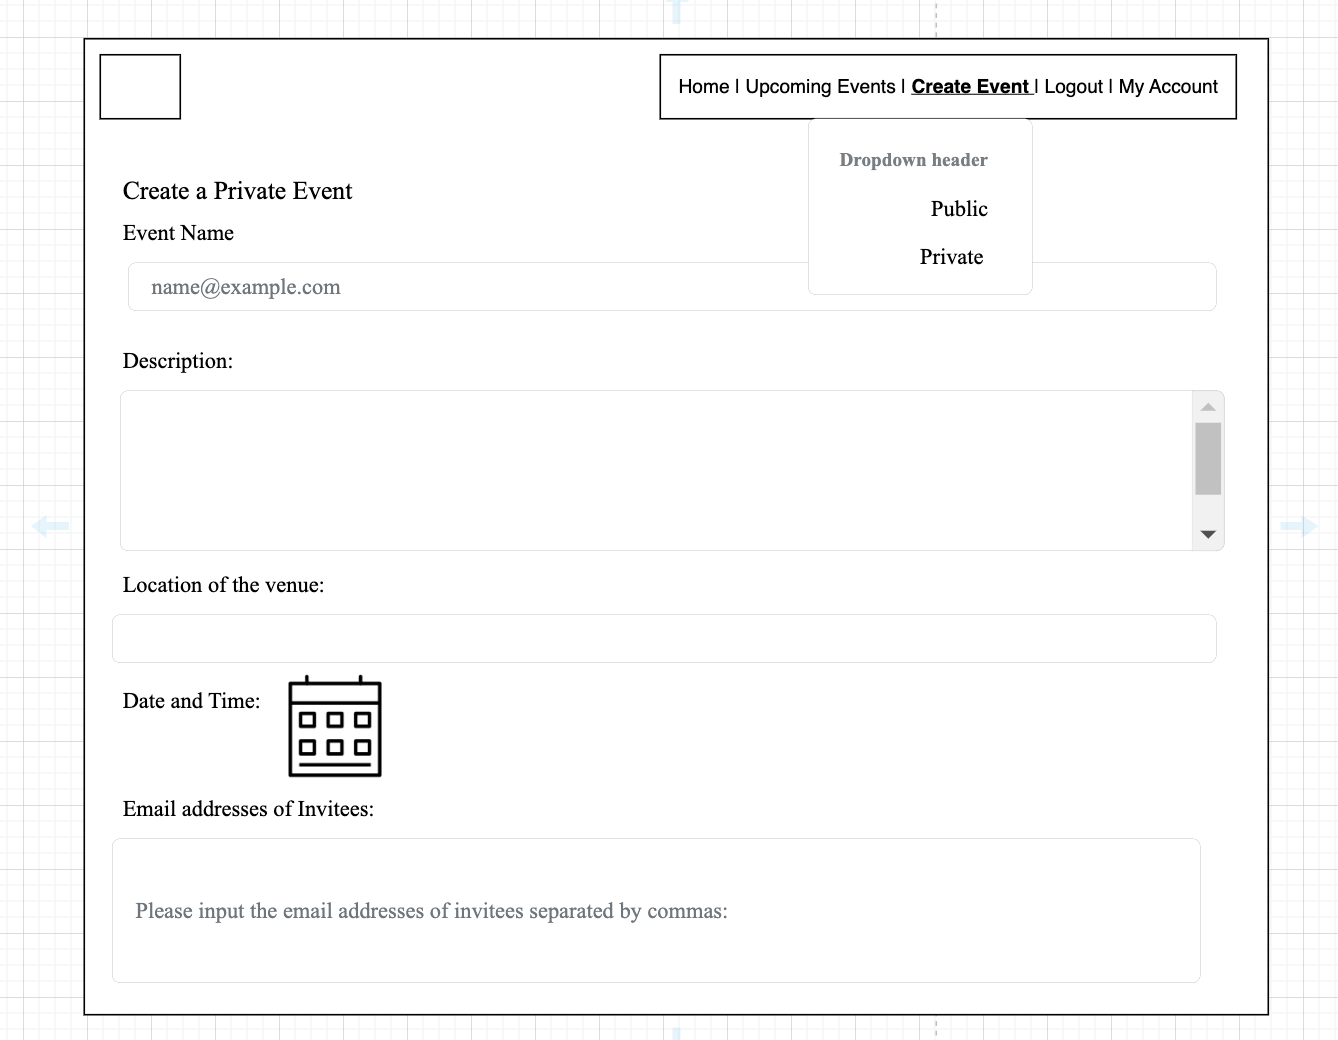 Home | Upcoming Events | Create Event | Logout | My Account
Dropdown header
Public
Private
Create a Private Event
Event Name
name@example.com
Description:
Location of the venue:
Date and Time:
Email addresses of Invitees:
Please input the email addresses of invitees separated by commas: